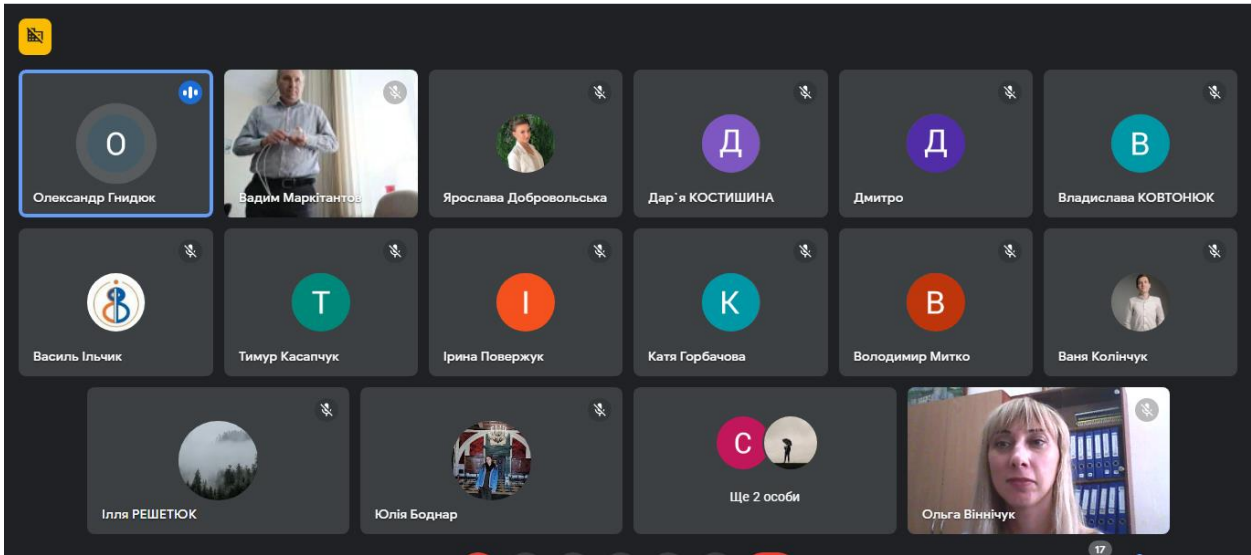 О
Олександр Гнидюк
Вадим Маркітантов
Ярослава Добровольська
Д
Дар`я КОСТИШИНА
Д
Дмитро
В
Владислава КОВТОНЮК
Василь Ільчик
Т
Тимур Касапчук
І
Ірина Повержук
К
Катя Горбачова
В
Володимир Митко
Ваня Колінчук
Ілля РЕШЕТЮК
Юлія Боднар
С
Ще 2 особи
Ольга Віннічук
17